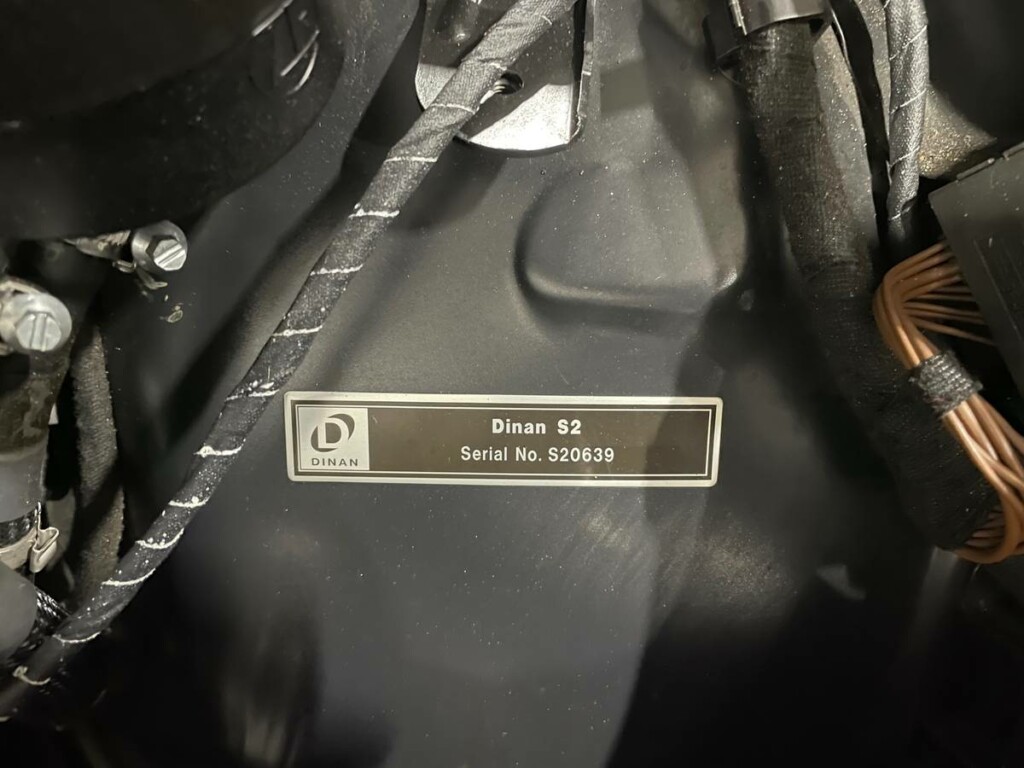 Dinan S2
DINAN
Serial No. S20639